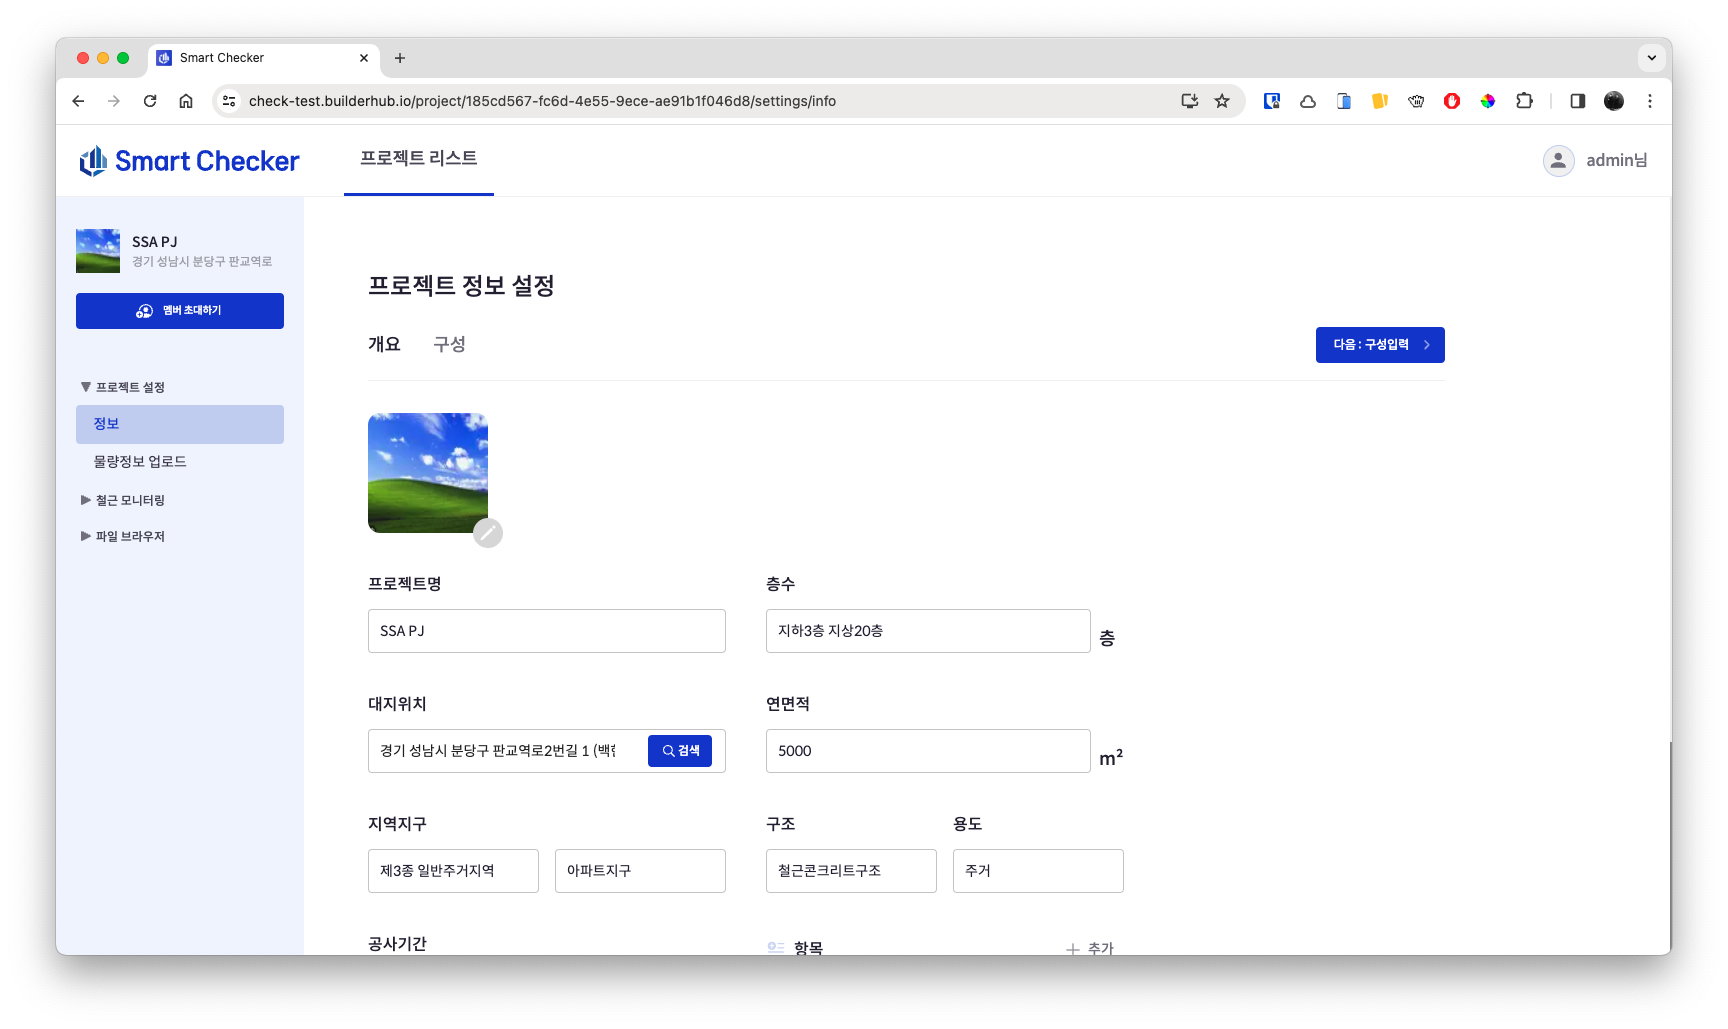 Smart Checker
check-test.builderhub.io/project/185cd567-fc6d-4e55-9ece-ae91b1f046d8/settings/info
Smart Checker
프로젝트 리스트
admin님
SSA PJ
경기 성남시 분당구 판교역로
멤버 초대하기
프로젝트 설정
정보
물량정보 업로드
철근 모니터링
파일 브라우저
프로젝트 정보 설정
개요 구성
다음 : 구성입력
프로젝트명
SSA PJ
층수
지하3층 지상20층
층
대지위치
경기 성남시 분당구 판교역로2번길 1 (백현
검색
연면적
5000
m²
지역지구
제3종 일반주거지역
아파트지구
구조
철근콘크리트구조
용도
주거
공사기간
항목
추가